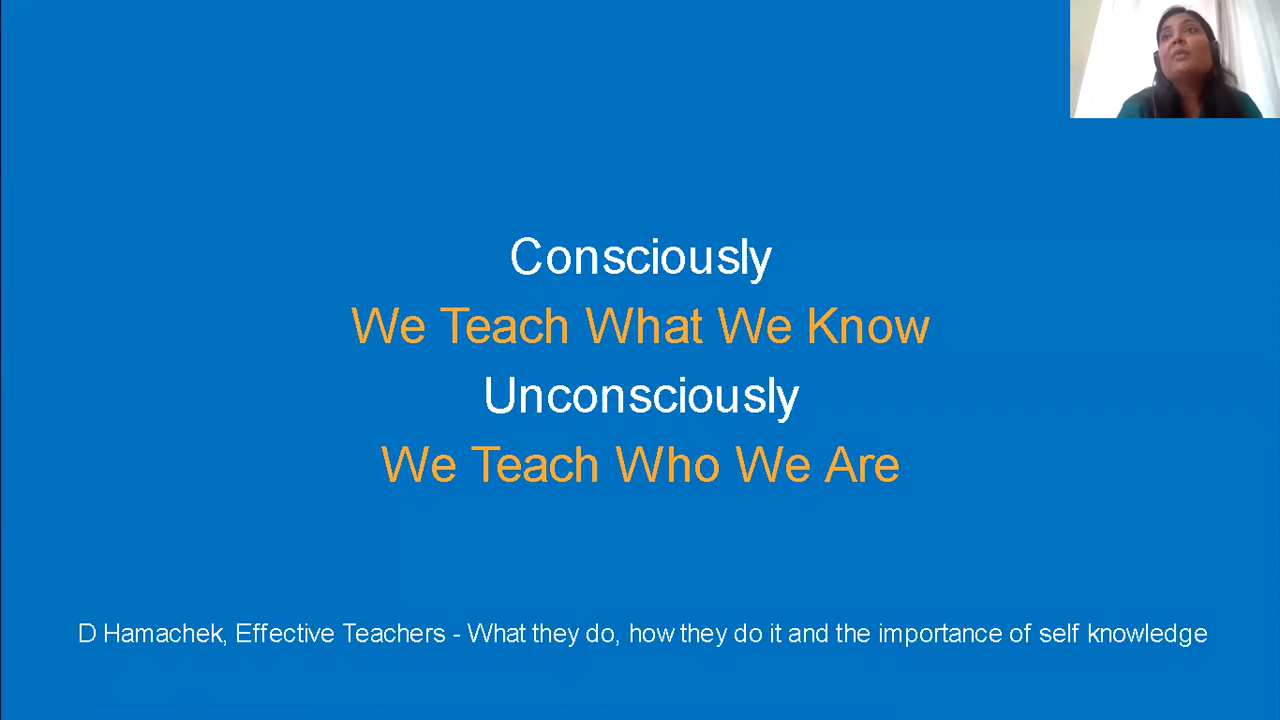 Consciously
We Teach What We Know
Unconsciously
We Teach Who We Are
D Hamachek, Effective Teachers - What they do, how they do it and the importance of self knowledge